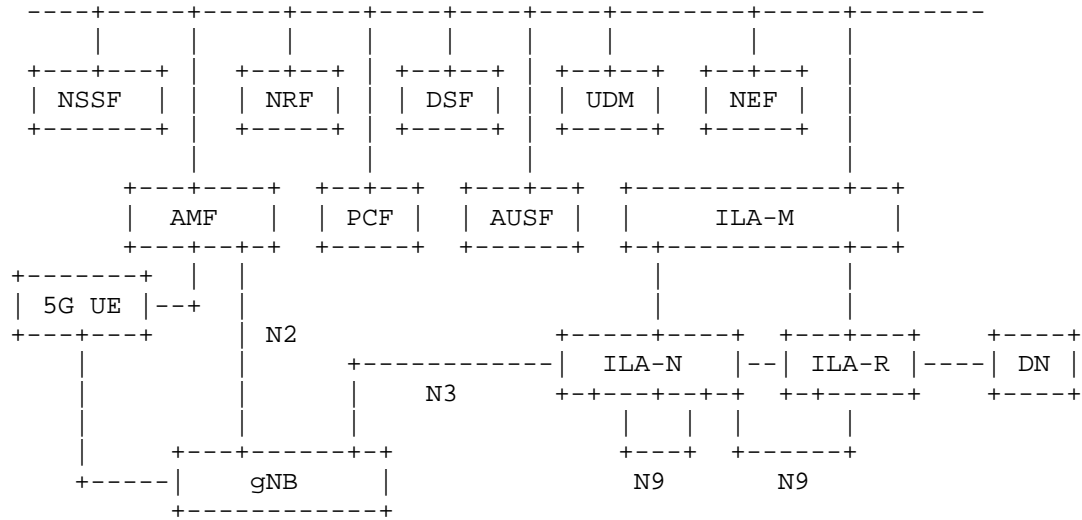 NSSF NRF DSF UDM NEF
AMF PCF AUSF ILA-M
5G UE
N2
ILA-N ILA-R DN
N3
gNB N9 N9